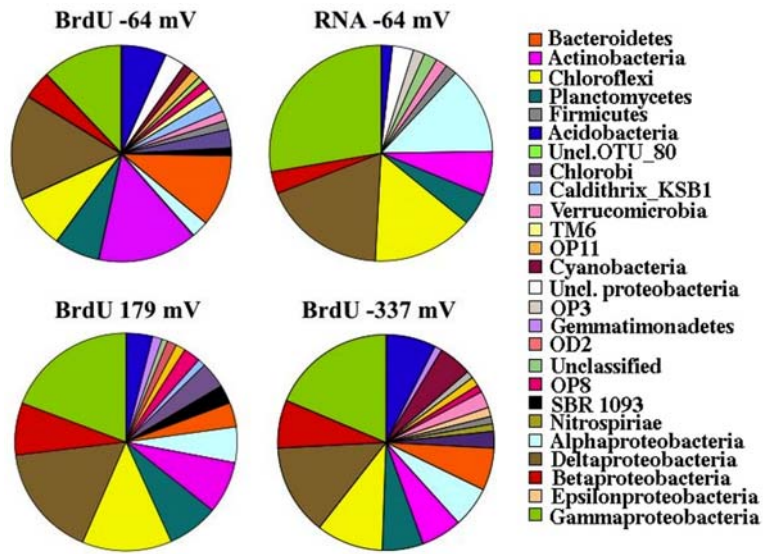 BrdU -64 mV
RNA -64 mV
BrdU 179 mV
BrdU -337 mV
Bacteroidetes
Actinobacteria
Chloroflexi
Planctomycetes
Firmicutes
Acidobacteria
Uncl.OTU_80
Chlorobi
Caldithrix_KSB1
Verrucomicrobia
TM6
OP11
Cyanobacteria
Uncl. proteobacteria
OP3
Gemmatimonadetes
OD2
Unclassified
OP8
SBR 1093
Nitrospiriae
Alphaproteobacteria
Deltaproteobacteria
Betaproteobacteria
Epsilonproteobacteria
Gammaproteobacteria